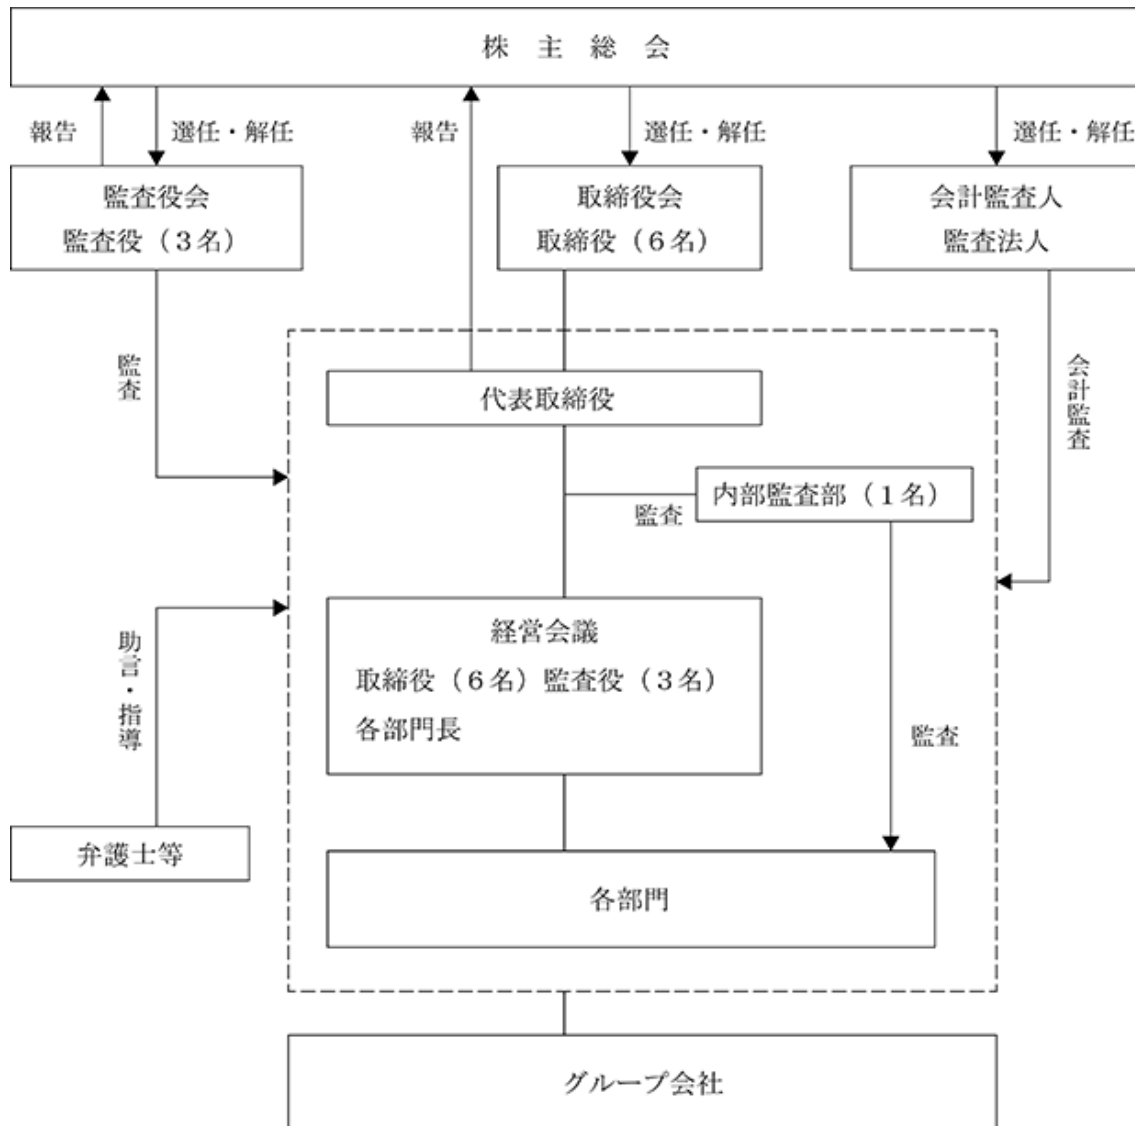 株 主 総 会
報告
選任・解任
報告
選任・解任
選任・解任
監査役会
監査役（３名）
取締役会
取締役（６名）
会計監査人
監査法人
監査
会計監査
代表取締役
内部監査部（１名）
監査
経営会議
取締役（６名）監査役（３名）
各部門長
助言・指導
監査
弁護士等
各部門
グループ会社